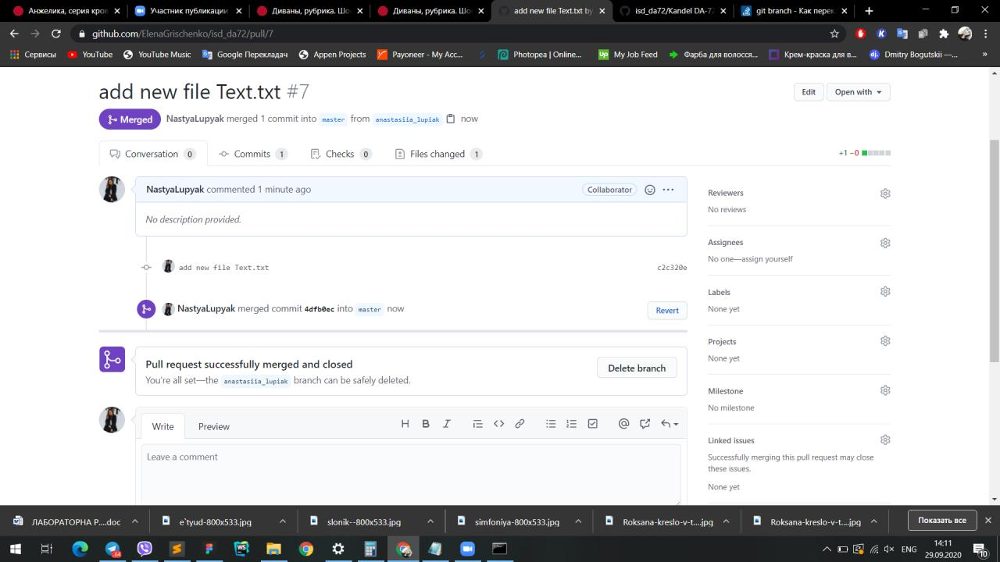 Анжелика, серия кров
Участник публикации
Диваны, рубрика. Шо
Диваны, рубрика. Шо
add new file Text.txt by
isd_da72/Kandel DA-7
git branch - Как перек
github.com/ElenaGrischenko/isd_da72/pull/7
Сервисы
YouTube
YouTube Music
Google Перекладач
Apps Projects
Payoneer - My Acc...
Photopea | Online...
My Job Feed
Фарба для волосся...
Крем-краска для в...
Dmitry Bogutskii —...
»
add new file Text.txt #7
Edit
Open with
Merged
NastyaLupyak merged 1 commit into master from anastasiia_lupiak now
Conversation 0
Commits 1
Checks 0
Files changed 1
+1 −0
NastyaLupyak commented 1 minute ago
Collaborator
No description provided.
add new file Text.txt
c2c320e
NastyaLupyak merged commit 4dfb0ec into master now
Revert
Pull request successfully merged and closed
You're all set—the anastasiia_lupiak branch can be safely deleted.
Delete branch
Write
Preview
Leave a comment
Reviewers
No reviews
Assignees
No one—assign yourself
Labels
None yet
Projects
None yet
Milestone
No milestone
Linked issues
Successfully merging this pull request may close
these issues.
None yet
ЛАБОРАТОРНА Р....doc
e`tyud-800x533.jpg
slonik--800x533.jpg
simfoniya-800x533.jpg
Roksana-kreslo-v-t....jpg
Roksana-kreslo-v-t....jpg
Показать все
ENG
14:11
29.09.2020
10